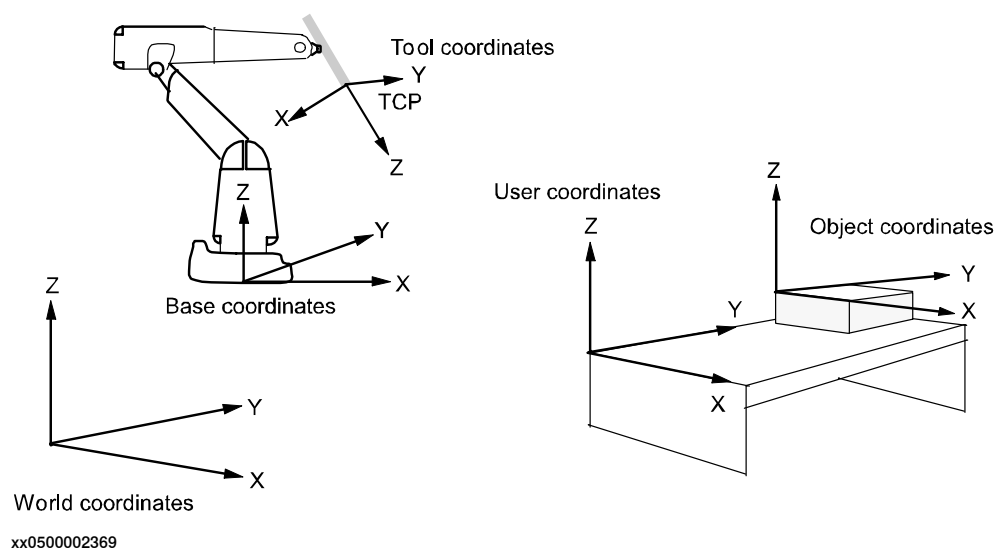 Tool coordinates
Y
TCP
X
Z
Z
Y
X
Base coordinates
Z
Y
X
World coordinates
User coordinates
Z
Y
X
Z
Object coordinates
Y
X
xx0500002369